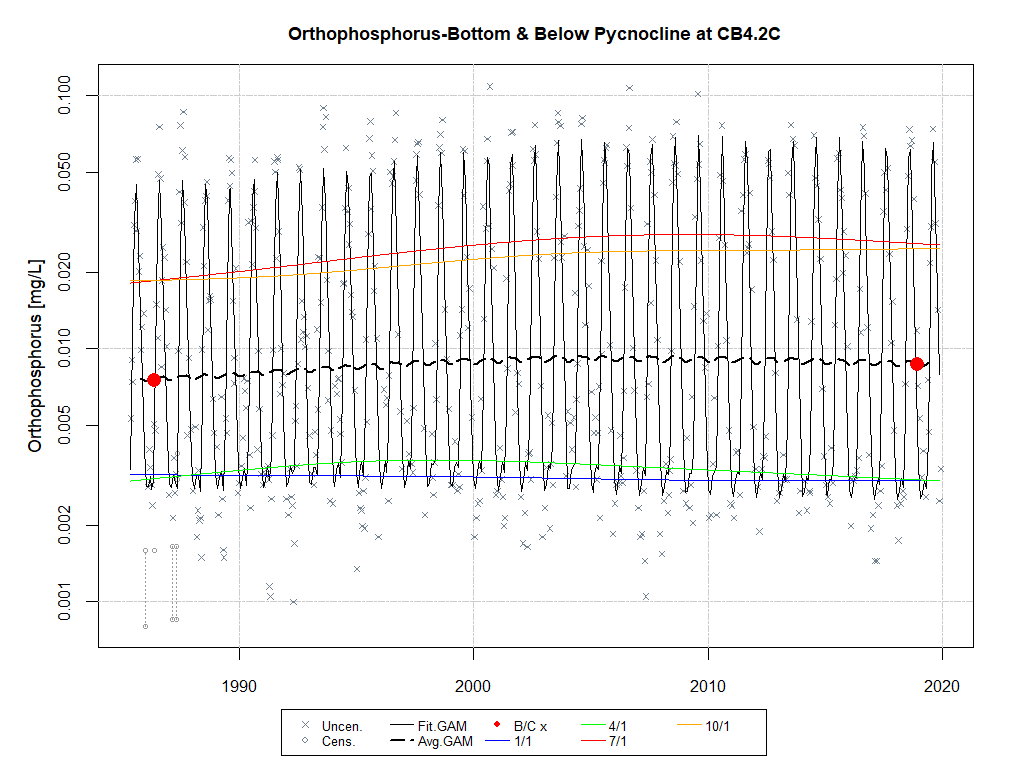 Orthophosphorus-Bottom & Below Pycnocline at CB4.2C
Orthophosphorus [mg/L]
0.100
0.050
0.020
0.010
0.005
0.002
0.001
1990
2000
2010
2020
Uncen. Fit.GAM B/C x 4/1 10/1
Cens. Avg.GAM 1/1 7/1